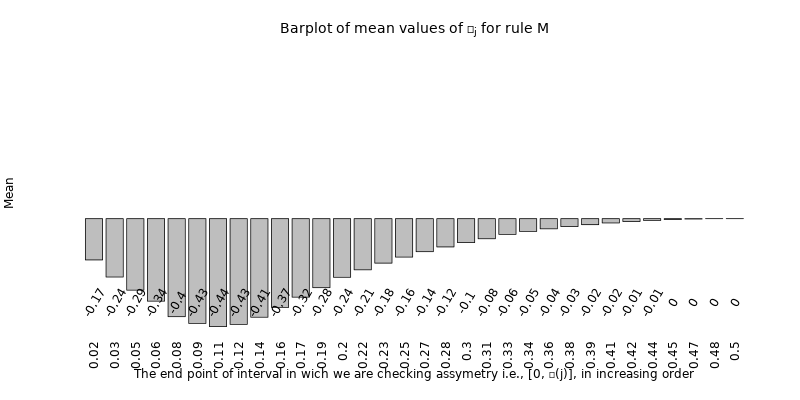 Barplot of mean values of □j for rule M
Mean
-0.17 -0.24 -0.29 -0.34 -0.4 -0.43 -0.44 -0.43 -0.41 -0.37 -0.32 -0.28 -0.24 -0.21 -0.18 -0.16 -0.14 -0.12 -0.1 -0.08 -0.06 -0.05 -0.04 -0.03 -0.02 -0.02 -0.01 -0.01 0 0 0 0
0.02 0.03 0.05 0.06 0.08 0.09 0.11 0.12 0.14 0.16 0.17 0.19 0.2 0.22 0.23 0.25 0.27 0.28 0.3 0.31 0.33 0.34 0.36 0.38 0.39 0.41 0.42 0.44 0.45 0.47 0.48 0.5
The end point of interval in wich we are checking assymetry i.e., [0, □(j)], in increasing order